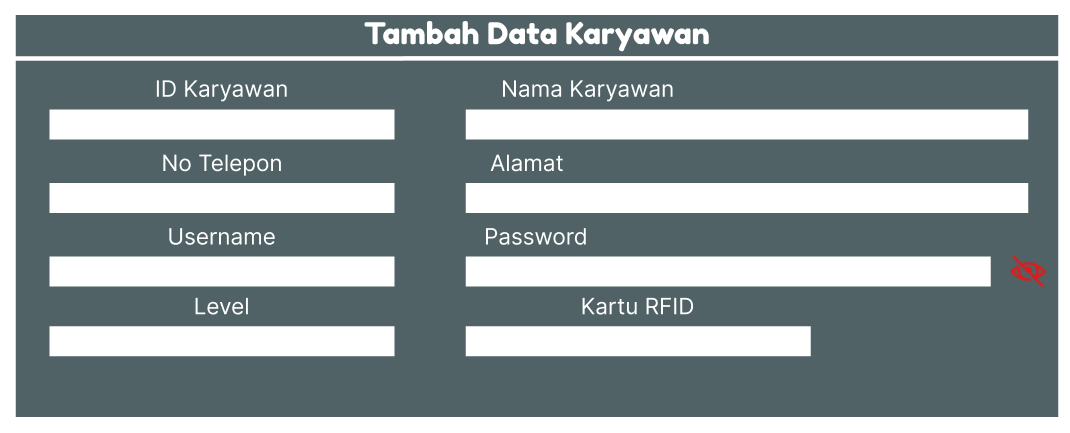 Tambah Data Karyawan
ID Karyawan
Nama Karyawan
No Telepon
Alamat
Username
Password
Level
Kartu RFID